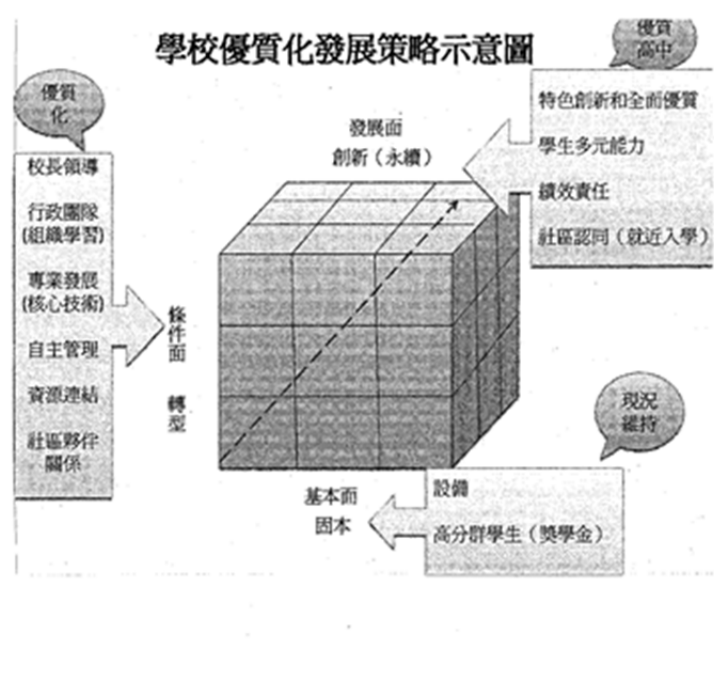 學校優質化發展策略示意圖
優質
高中
優質
化
特色創新和全面優質
學生多元能力
績效責任
社區認同（就近入學）
發展面
創新（永續）
校長領導
行政團隊
(組織學習)
專業發展
(核心技術)
自主管理
資源連結
社區夥伴
關係
條件面
轉型
現況
維持
基本面
固本
設備
高分群學生（獎學金）